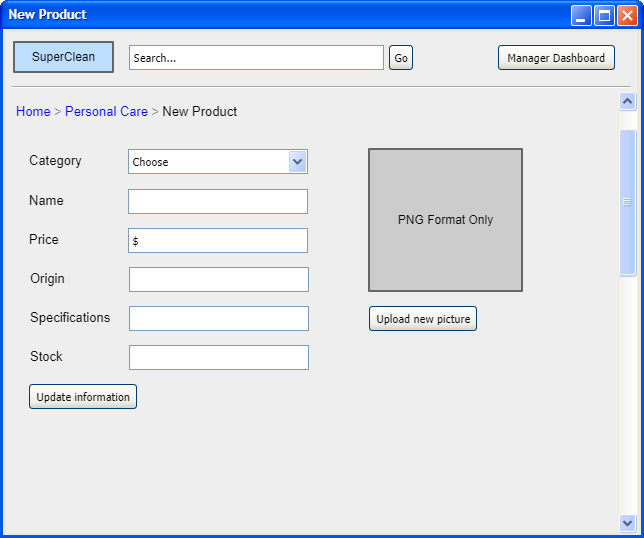 New Product
SuperClean
Search...
Go
Manager Dashboard
Home > Personal Care > New Product
Category
Choose
Name
Price
$
Origin
Specifications
Stock
Update information
PNG Format Only
Upload new picture